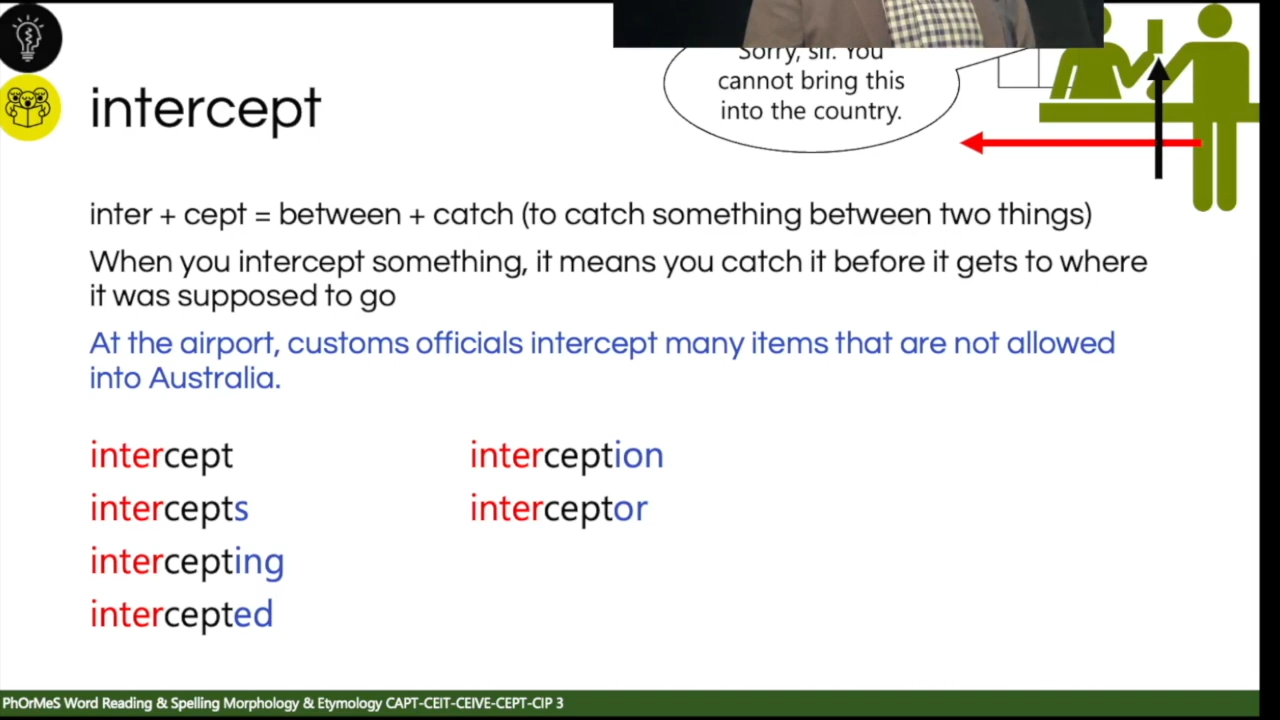 Sorry, sir. You
cannot bring this
into the country.
intercept
inter + cept = between + catch (to catch something between two things)
When you intercept something, it means you catch it before it gets to where
it was supposed to go
At the airport, customs officials intercept many items that are not allowed
into Australia.
intercept
intercepts
intercepting
intercepted
interception
interceptor
PhOrMeS Word Reading & Spelling Morphology & Etymology CAPT-CEIT-CEIVE-CEPT-CIP 3